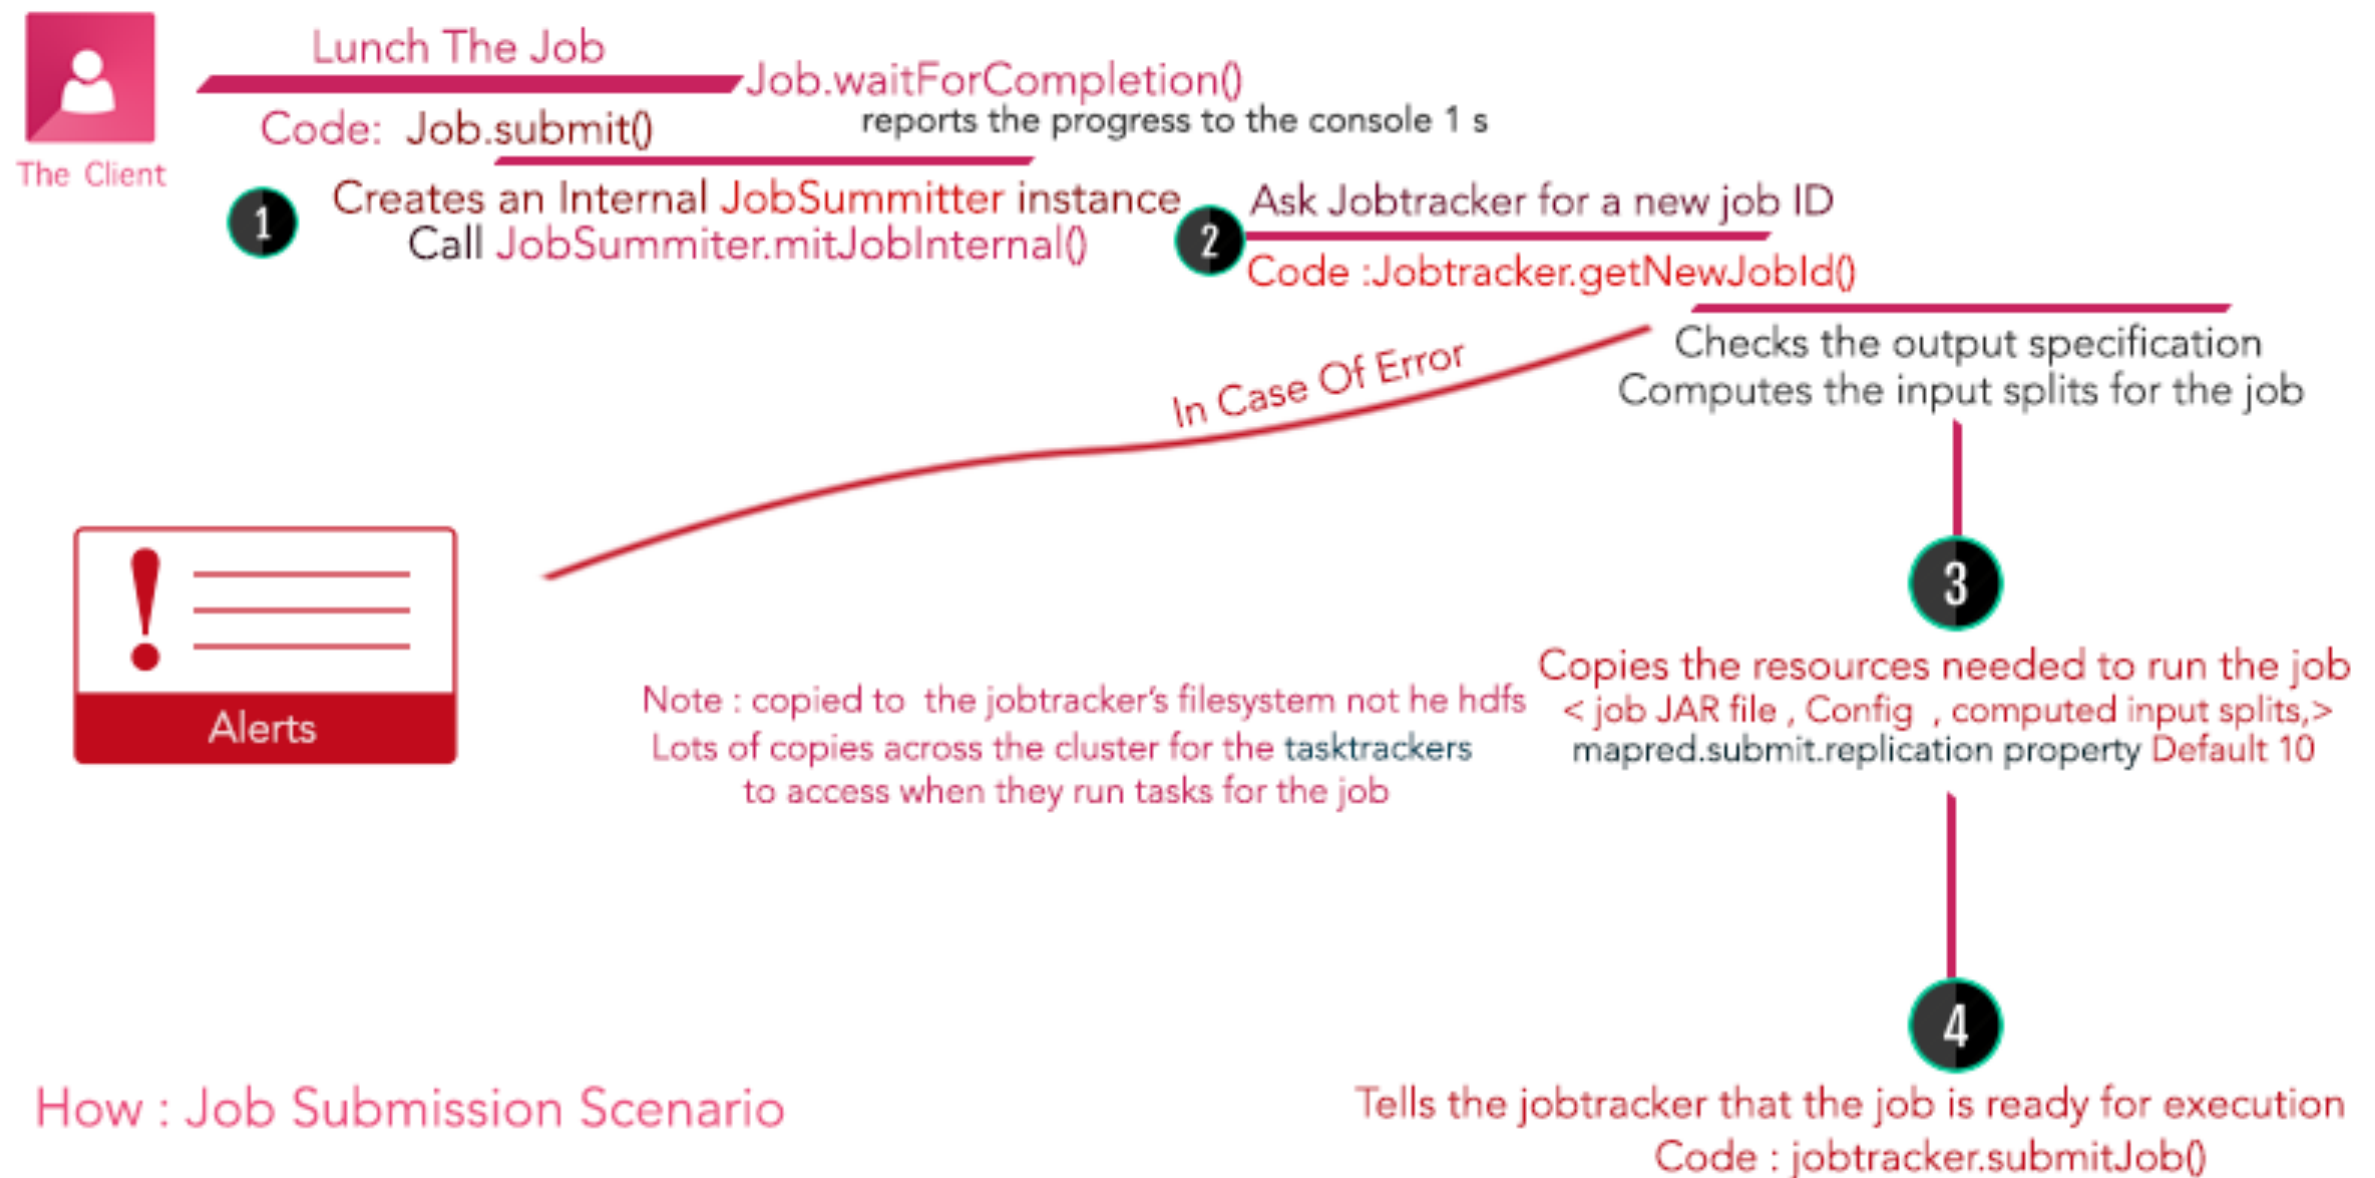 Lunch The Job
Job.waitForCompletion()
reports the progress to the console 1 s
Code: Job.submit()
The Client
1
Creates an Internal JobSummitter instance
Call JobSummiter.mitJobInternal()
2
Ask Jobtracker for a new job ID
Code :Jobtracker.getNewJobId()
Checks the output specification
Computes the input splits for the job
In Case Of Error
Alerts
3
Copies the resources needed to run the job
< job JAR file , Config , computed input splits,>
mapred.submit.replication property Default 10
Note : copied to the jobtracker's filesystem not he hdfs
Lots of copies across the cluster for the tasktrackers
to access when they run tasks for the job
4
Tells the jobtracker that the job is ready for execution
Code : jobtracker.submitJob()
How : Job Submission Scenario